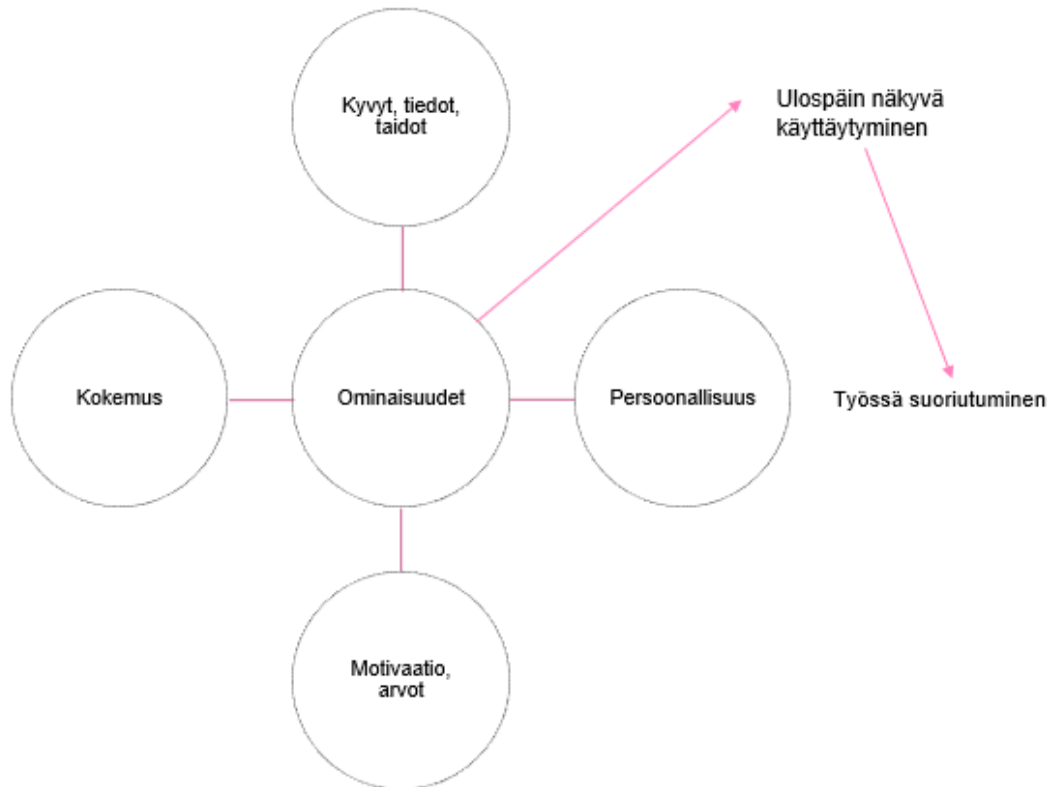 Kyvyt, tiedot,
taidot
Ulospäin näkyvä
käyttäytyminen
Kokemus
Ominaisuudet
Persoonallisuus
Työssä suoriutuminen
Motivaatio,
arvot